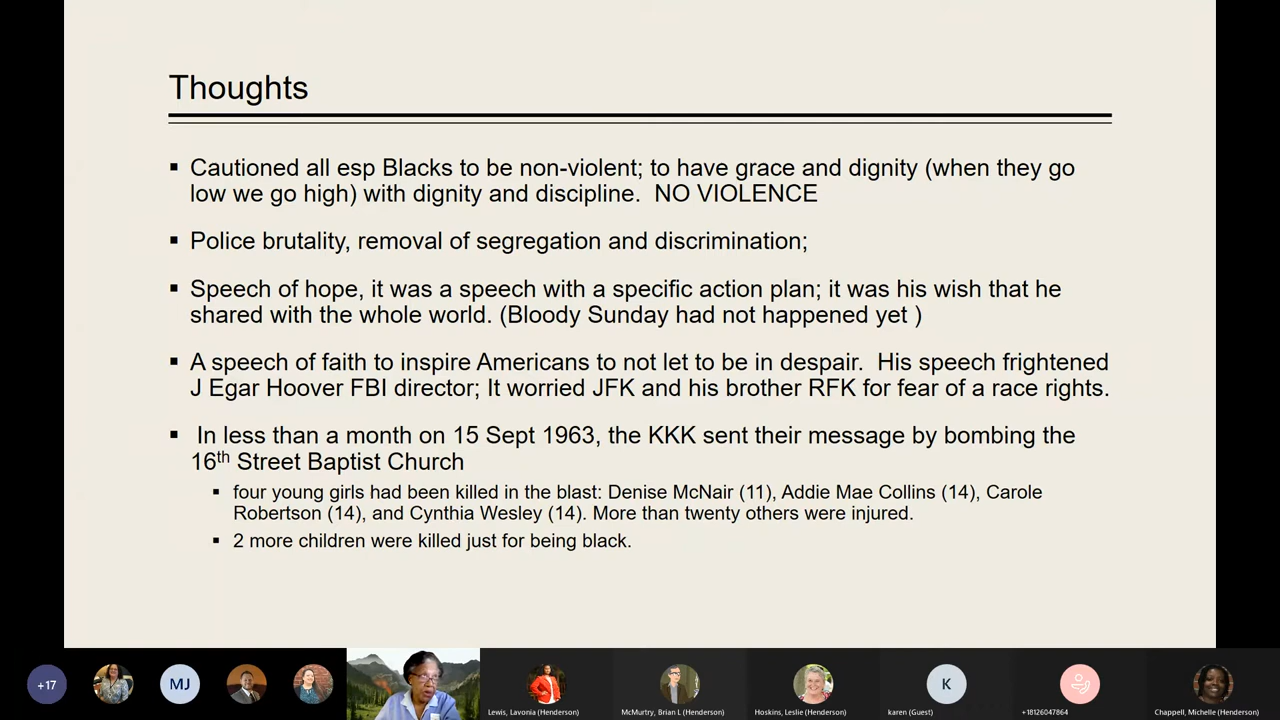 Thoughts
▪ Cautioned all esp Blacks to be non-violent; to have grace and dignity (when they go
low we go high) with dignity and discipline.  NO VIOLENCE
▪ Police brutality, removal of segregation and discrimination;
▪ Speech of hope, it was a speech with a specific action plan; it was his wish that he
shared with the whole world. (Bloody Sunday had not happened yet )
▪ A speech of faith to inspire Americans to not let to be in despair.  His speech frightened
J Egar Hoover FBI director; It worried JFK and his brother RFK for fear of a race rights.
▪ In less than a month on 15 Sept 1963, the KKK sent their message by bombing the
16th Street Baptist Church
▪ four young girls had been killed in the blast: Denise McNair (11), Addie Mae Collins (14), Carole
Robertson (14), and Cynthia Wesley (14). More than twenty others were injured.
▪ 2 more children were killed just for being black.
+17
MJ
K
Lewis, Lavonia (Henderson)
McMurtry, Brian L (Henderson)
Hoskins, Leslie (Henderson)
karen (Guest)
+18126047864
Chappell, Michelle (Henderson)